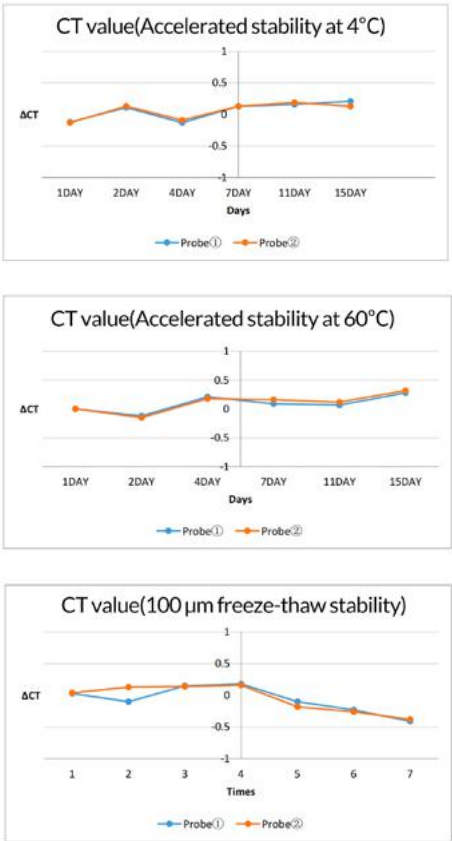 CT value(Accelerated stability at 4°C)
1
0.5
ΔCT
0
-0.5
-1
1DAY 2DAY 4DAY 7DAY 11DAY 15DAY
Days
Probe① Probe②
CT value(Accelerated stability at 60°C)
1
0.5
ΔCT
0
-0.5
-1
1DAY 2DAY 4DAY 7DAY 11DAY 15DAY
Days
Probe① Probe②
CT value(100 μm freeze-thaw stability)
1
0.5
ΔCT
0
-0.5
-1
1 2 3 4 5 6 7
Times
Probe① Probe②